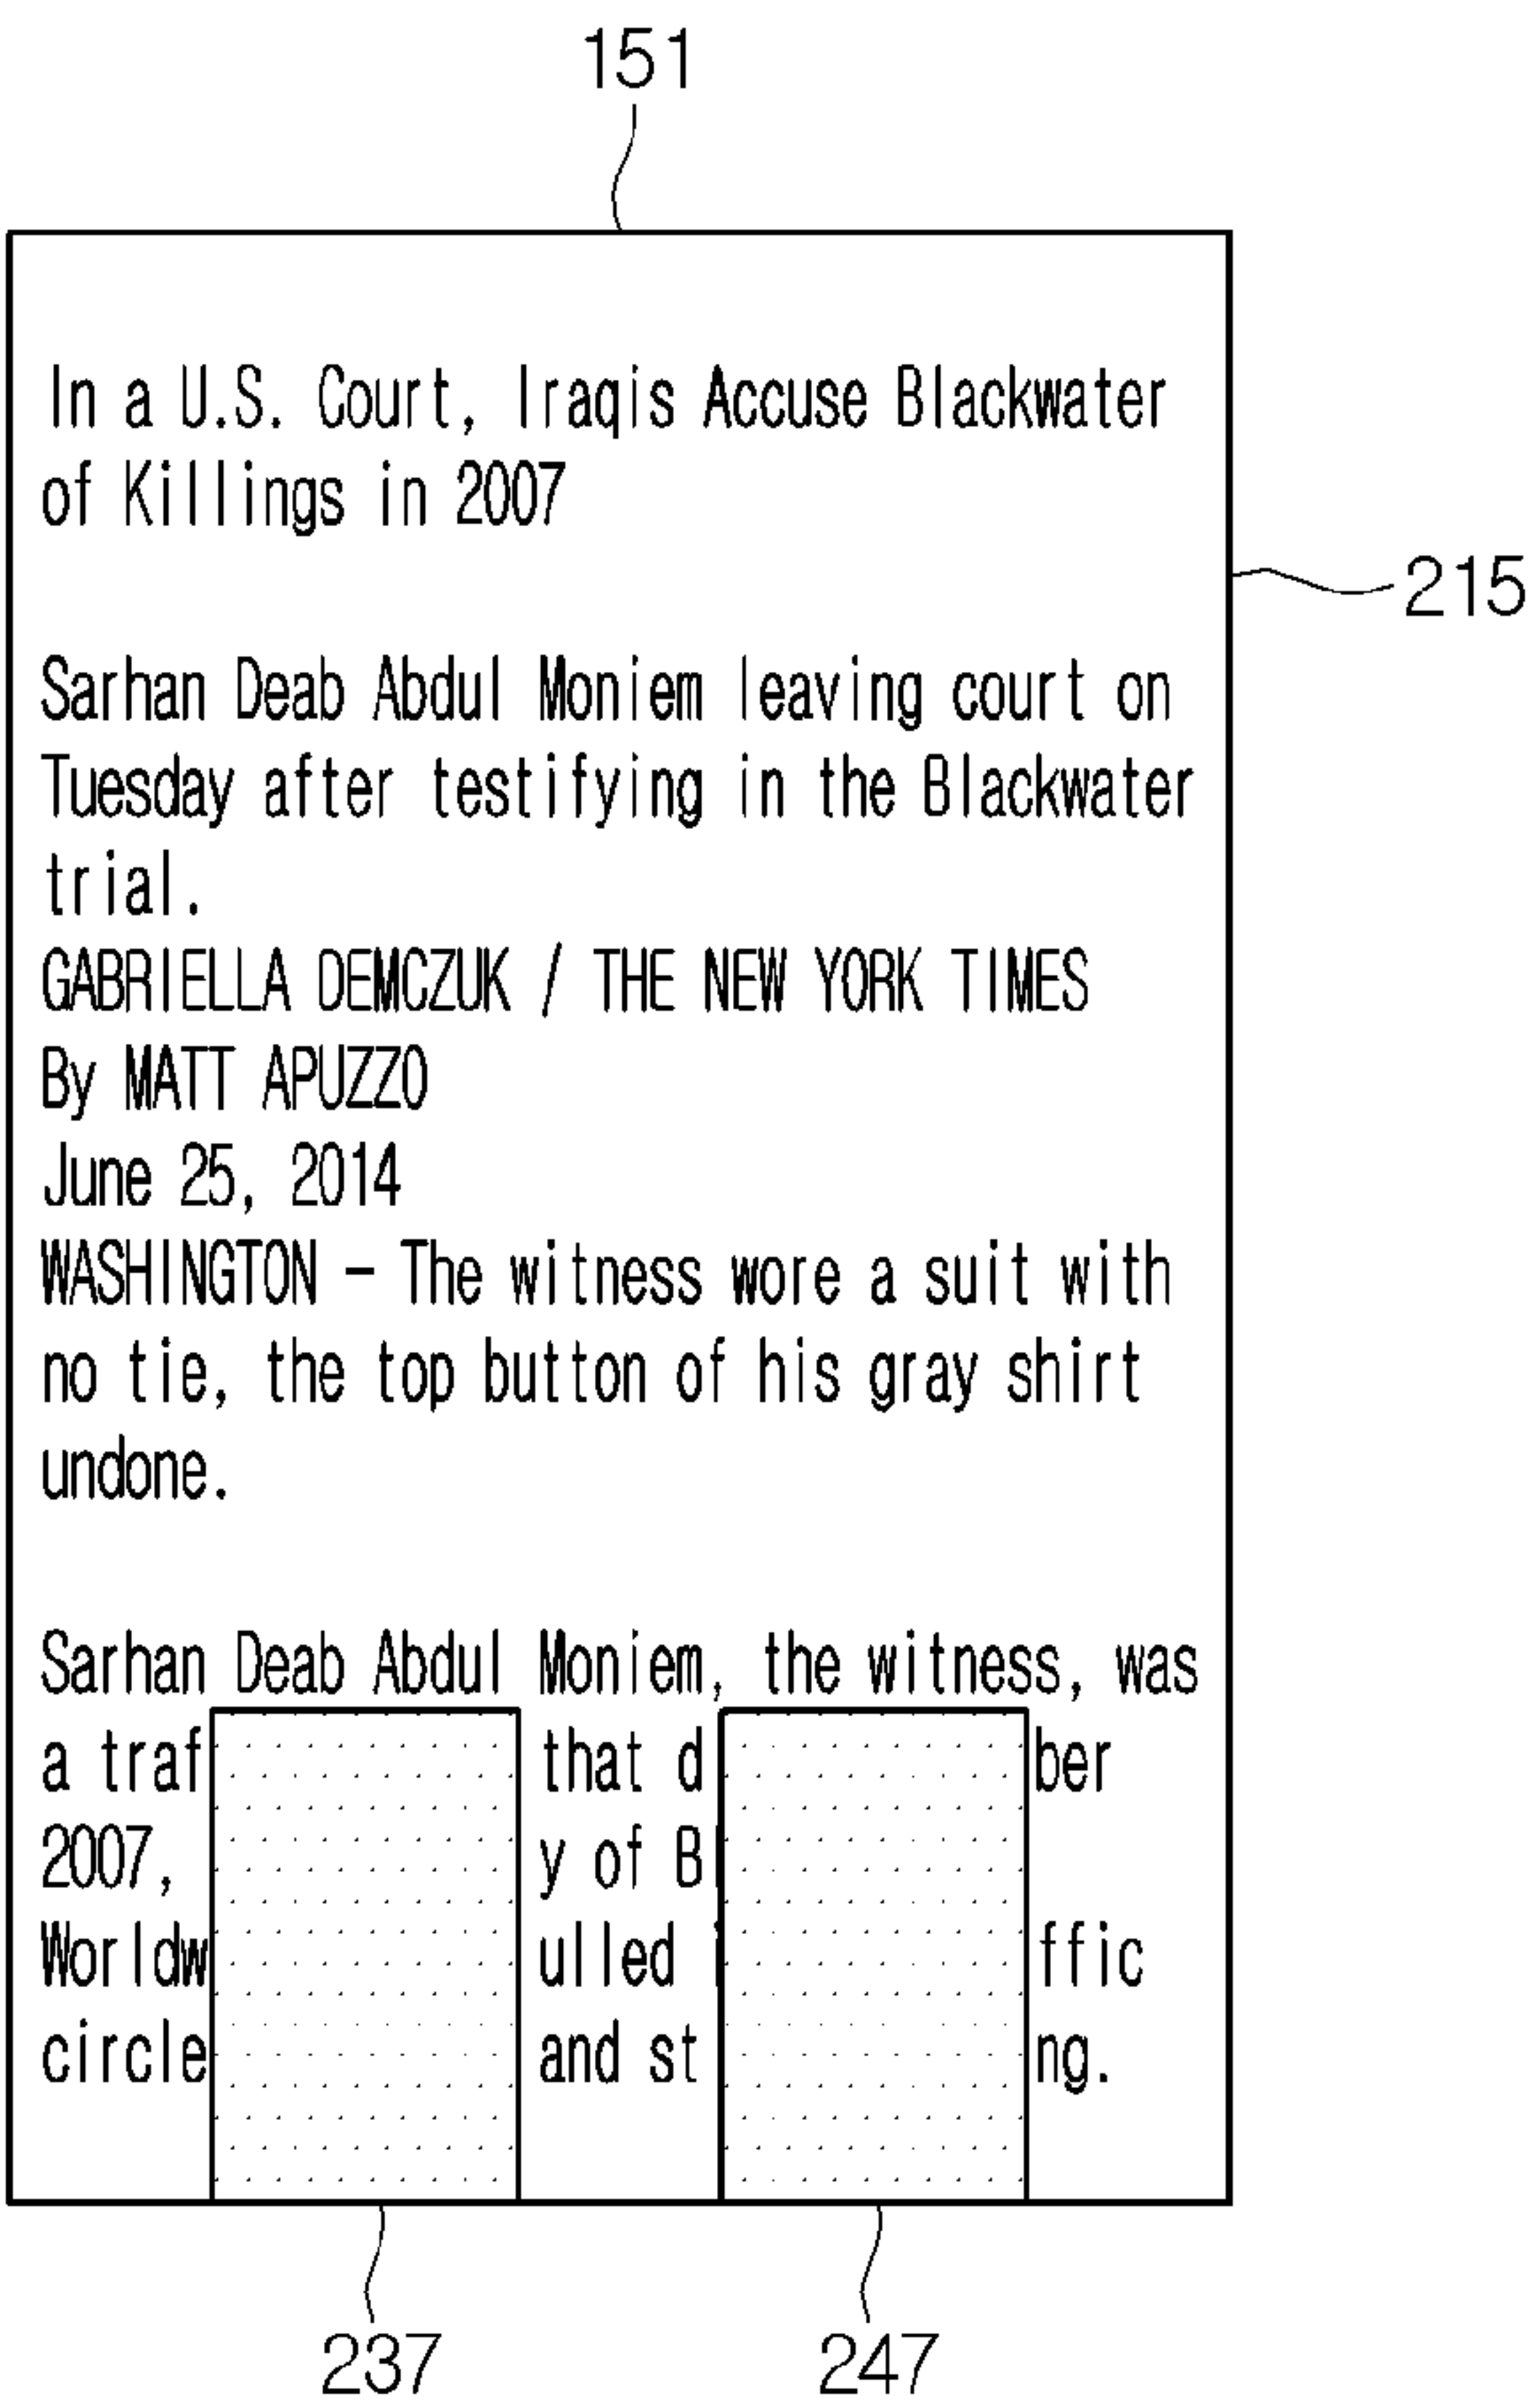 151
In a U.S. Court, Iraqis Accuse Blackwater
of Killings in 2007
215
Sarhan Deab Abdul Moniem leaving court on
Tuesday after testifying in the Blackwater
trial.
GABRIELLA DEMCZUK / THE NEW YORK TIMES
By MATT APUZZO
June 25, 2014
WASHINGTON - The witness wore a suit with
no tie, the top button of his gray shirt
undone.
Sarhan Deab Abdul Moniem, the witness, was
a traf that d ber
2007, y of Bl
Worldw ulled ffic
circle and st ng.
237 247